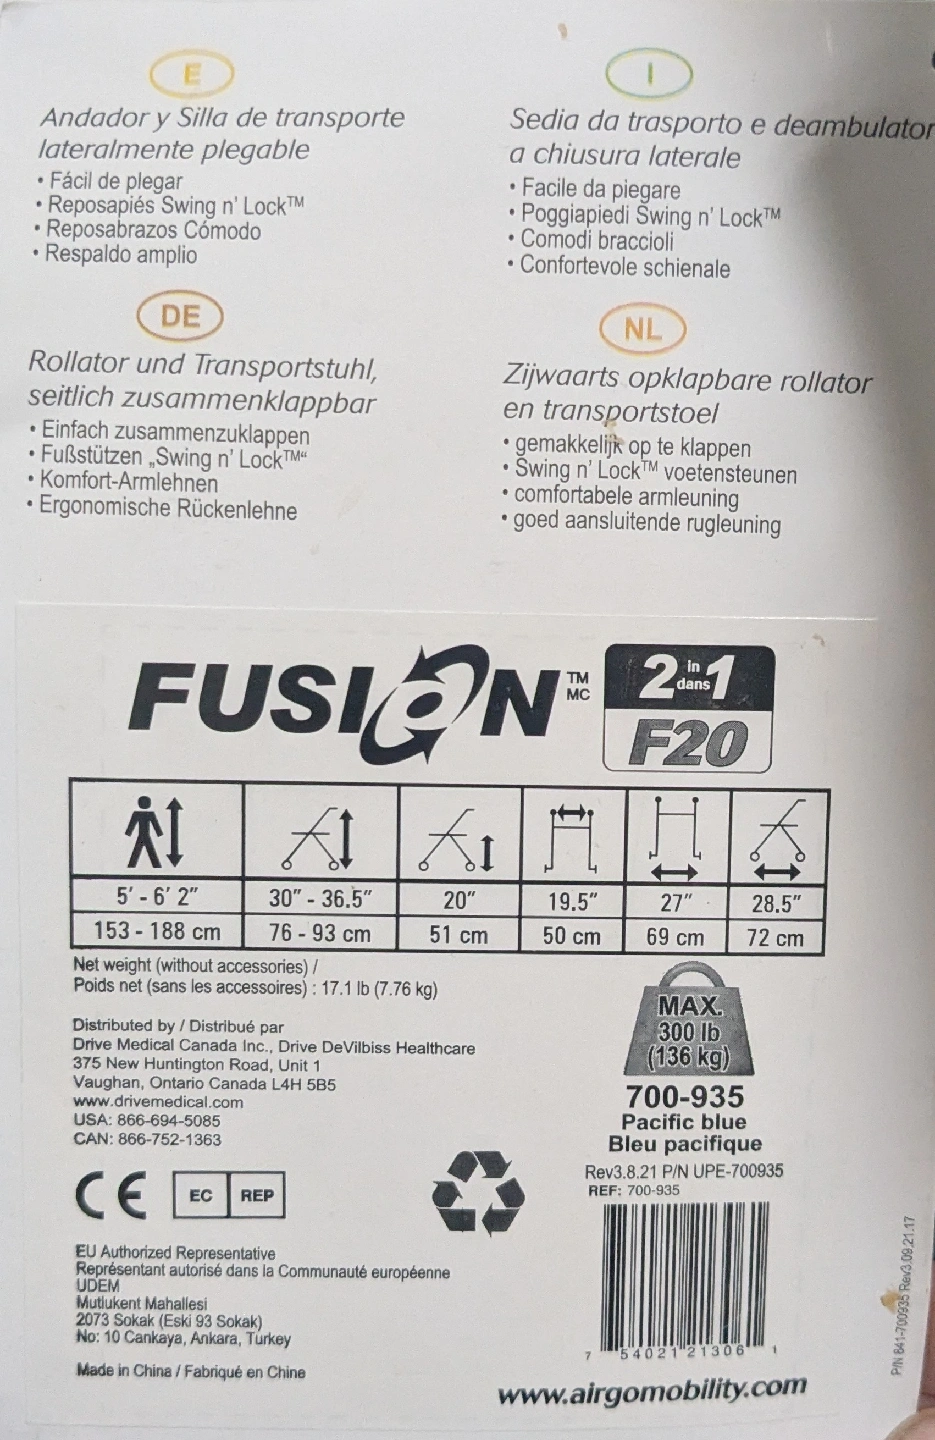 E
Andador y Silla de transporte
lateralmente plegable
• Fácil de plegar
• Reposapiés Swing n' Lock™
• Reposabrazos Cómodo
• Respaldo amplio
I
Sedia da trasporto e deambulator
a chiusura laterale
• Facile da piegare
• Poggiapiedi Swing n' Lock™
• Comodi braccioli
• Confortevole schienale
DE
Rollator und Transportstuhl,
seitlich zusammenklappbar
• Einfach zusammenzuklappen
• Fußstützen „Swing n' Lock™“
• Komfort-Armlehnen
• Ergonomische Rückenlehne
NL
Zijwaarts opklapbare rollator
en transportstoel
• gemakkelijk op te klappen
• Swing n' Lock™ voetensteunen
• comfortabele armleuning
• goed aansluitende rugleuning
FUSION TM MC
2 in dans 1
F20
5' - 6' 2" 30" - 36.5" 20" 19.5" 27" 28.5"
153 - 188 cm 76 - 93 cm 51 cm 50 cm 69 cm 72 cm
Net weight (without accessories) /
Poids net (sans les accessoires) : 17.1 lb (7.76 kg)
Distributed by / Distribué par
Drive Medical Canada Inc., Drive DeVilbiss Healthcare
375 New Huntington Road, Unit 1
Vaughan, Ontario Canada L4H 5B5
www.drivemedical.com
USA: 866-694-5085
CAN: 866-752-1363
MAX.
300 lb
(136 kg)
700-935
Pacific blue
Bleu pacifique
Rev3.8.21 P/N UPE-700935
REF: 700-935
CE EC REP
EU Authorized Representative
Représentant autorisé dans la Communauté européenne
UDEM
Mutlukent Mahallesi
2073 Sokak (Eski 93 Sokak)
No: 10 Cankaya, Ankara, Turkey
Made in China / Fabriqué en Chine
7 54021 21306 1
www.airgomobility.com
P/N 641-700935 Rev3.09.21.17